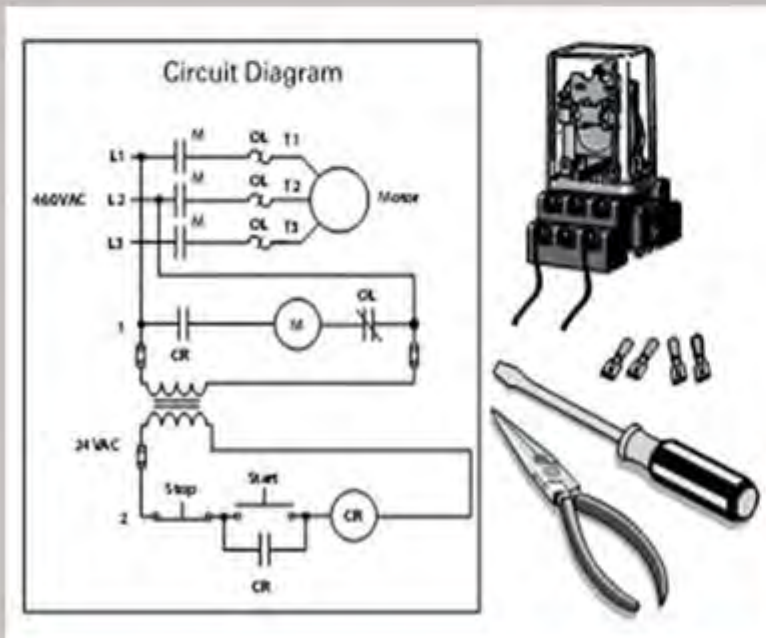 Circuit Diagram
M
OL T1
L1
M
OL T2
460VAC L2 Motor
M
OL T3
L3
OL
1 M
CR
24 VAC
Stop Start
2 CR
CR